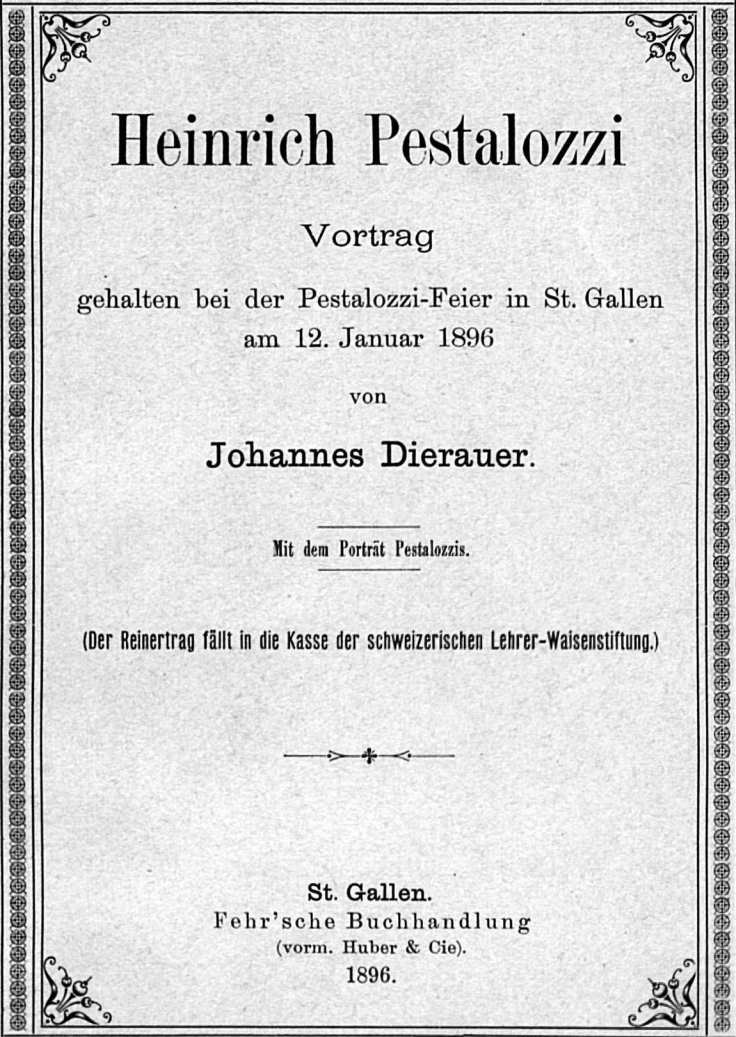 Heinrich Pestalozzi
Vortrag
gehalten bei der Pestalozzi-Feier in St. Gallen
am 12. Januar 1896
von
Johannes Dierauer.
Mit dem Porträt Pestalozzis.
(Der Reinertrag fällt in die Kasse der schweizerischen Lehrer-Waisenstiftung.)
St. Gallen.
Fehr'sche Buchhandlung
(vorm. Huber & Cie).
1896.